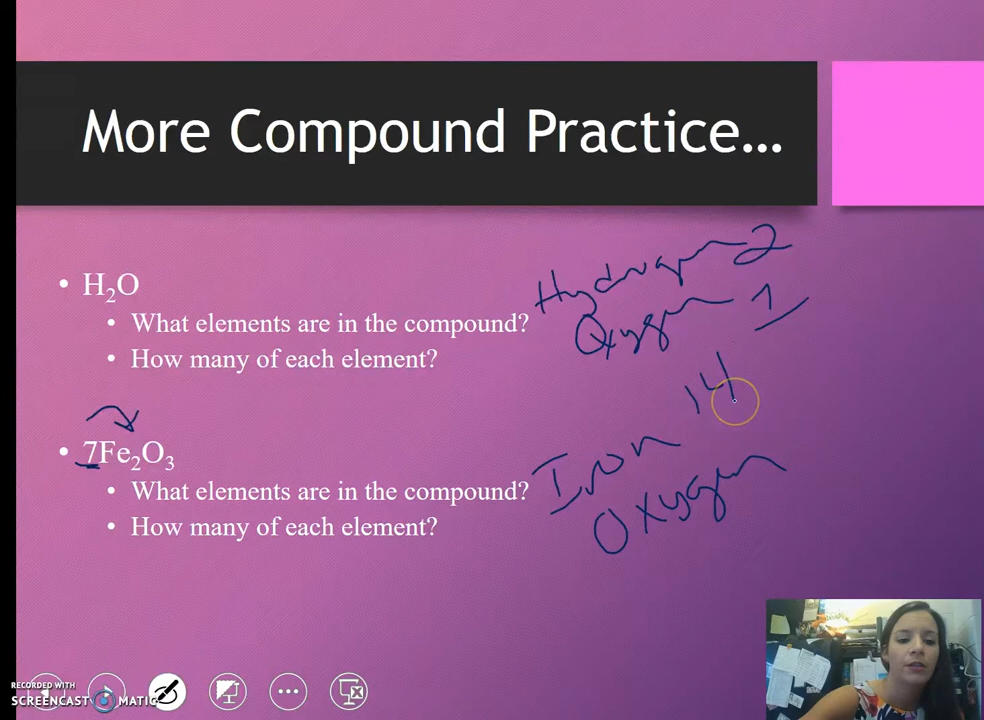 More Compound Practice...
• H₂O
• What elements are in the compound?
• How many of each element?
Hydrogen 2
Oxygen 1
• 7Fe₂O₃
• What elements are in the compound?
• How many of each element?
Iron 14
Oxygen
RECORDED WITH
SCREENCAST MATIC